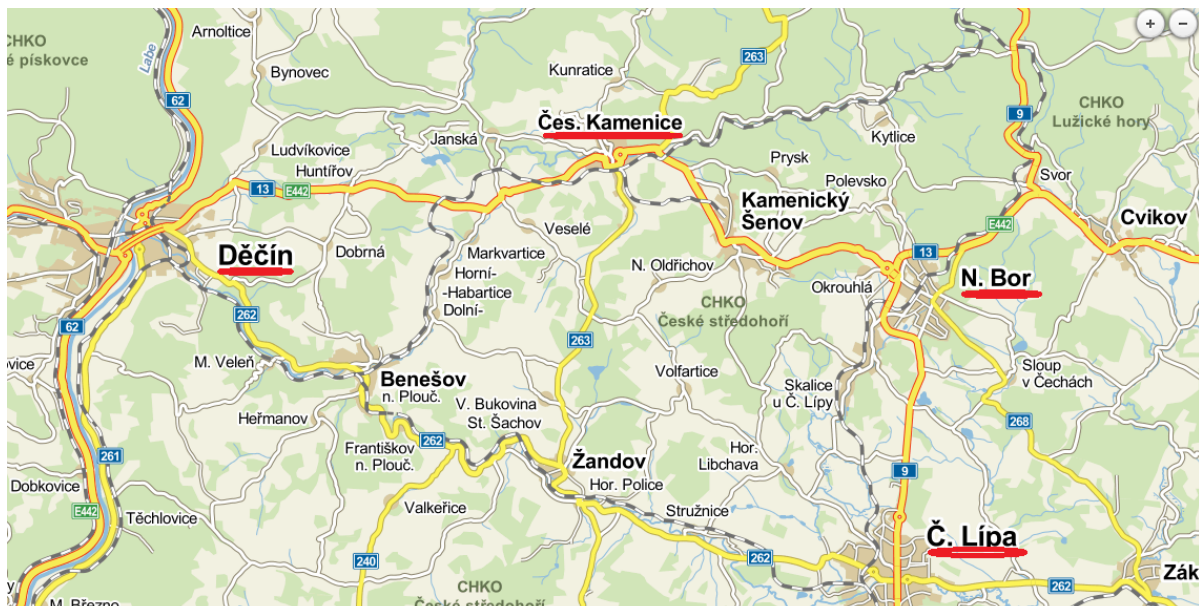 CHKO
é pískovce
Arnoltice
Labe
Bynovec
62
Kunratice
263
9
CHKO
Lužické hory
+
−
Čes. Kamenice
Janská
Ludvíkovice
Huntířov
13
E442
Kytlice
Prysk
Polevsko
Svor
Kamenický
Šenov
E442
Cvikov
13
Děčín
Dobrná
Markvartice
Veselé
Horní-
-Habartice
Dolní-
N. Oldřichov
Okrouhlá
N. Bor
CHKO
České středohoří
62
262
263
ovice
M. Veleň
Benešov
n. Plouč.
Volfartice
Skalice
u Č. Lípy
Sloup
v Čechách
Heřmanov
V. Bukovina
St. Šachov
268
Františkov
n. Plouč.
262
Hor.
Libchava
261
Žandov
9
Dobkovice
Hor. Police
E442
Těchlovice
Valkeřice
Stružnice
Č. Lípa
240
262
262
Zák
CHKO
České středohoří
y
M. Březno